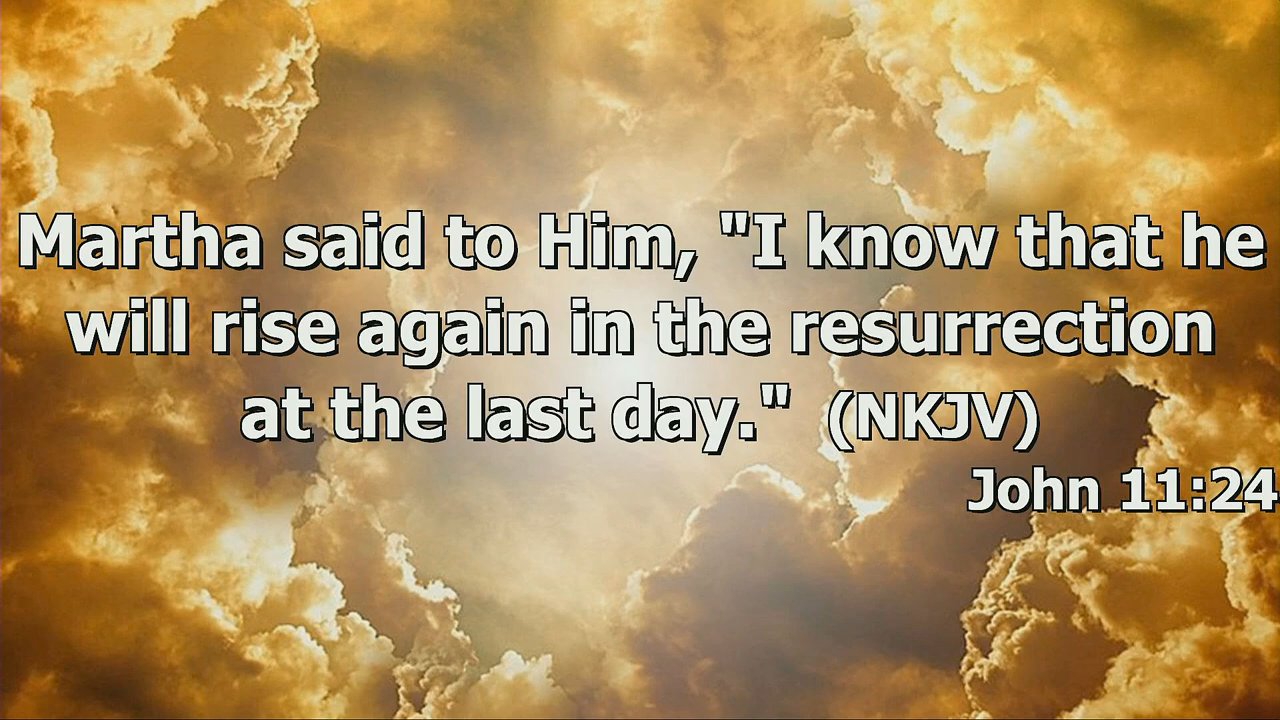 Martha said to Him, "I know that he
will rise again in the resurrection
at the last day." (NKJV)
John 11:24